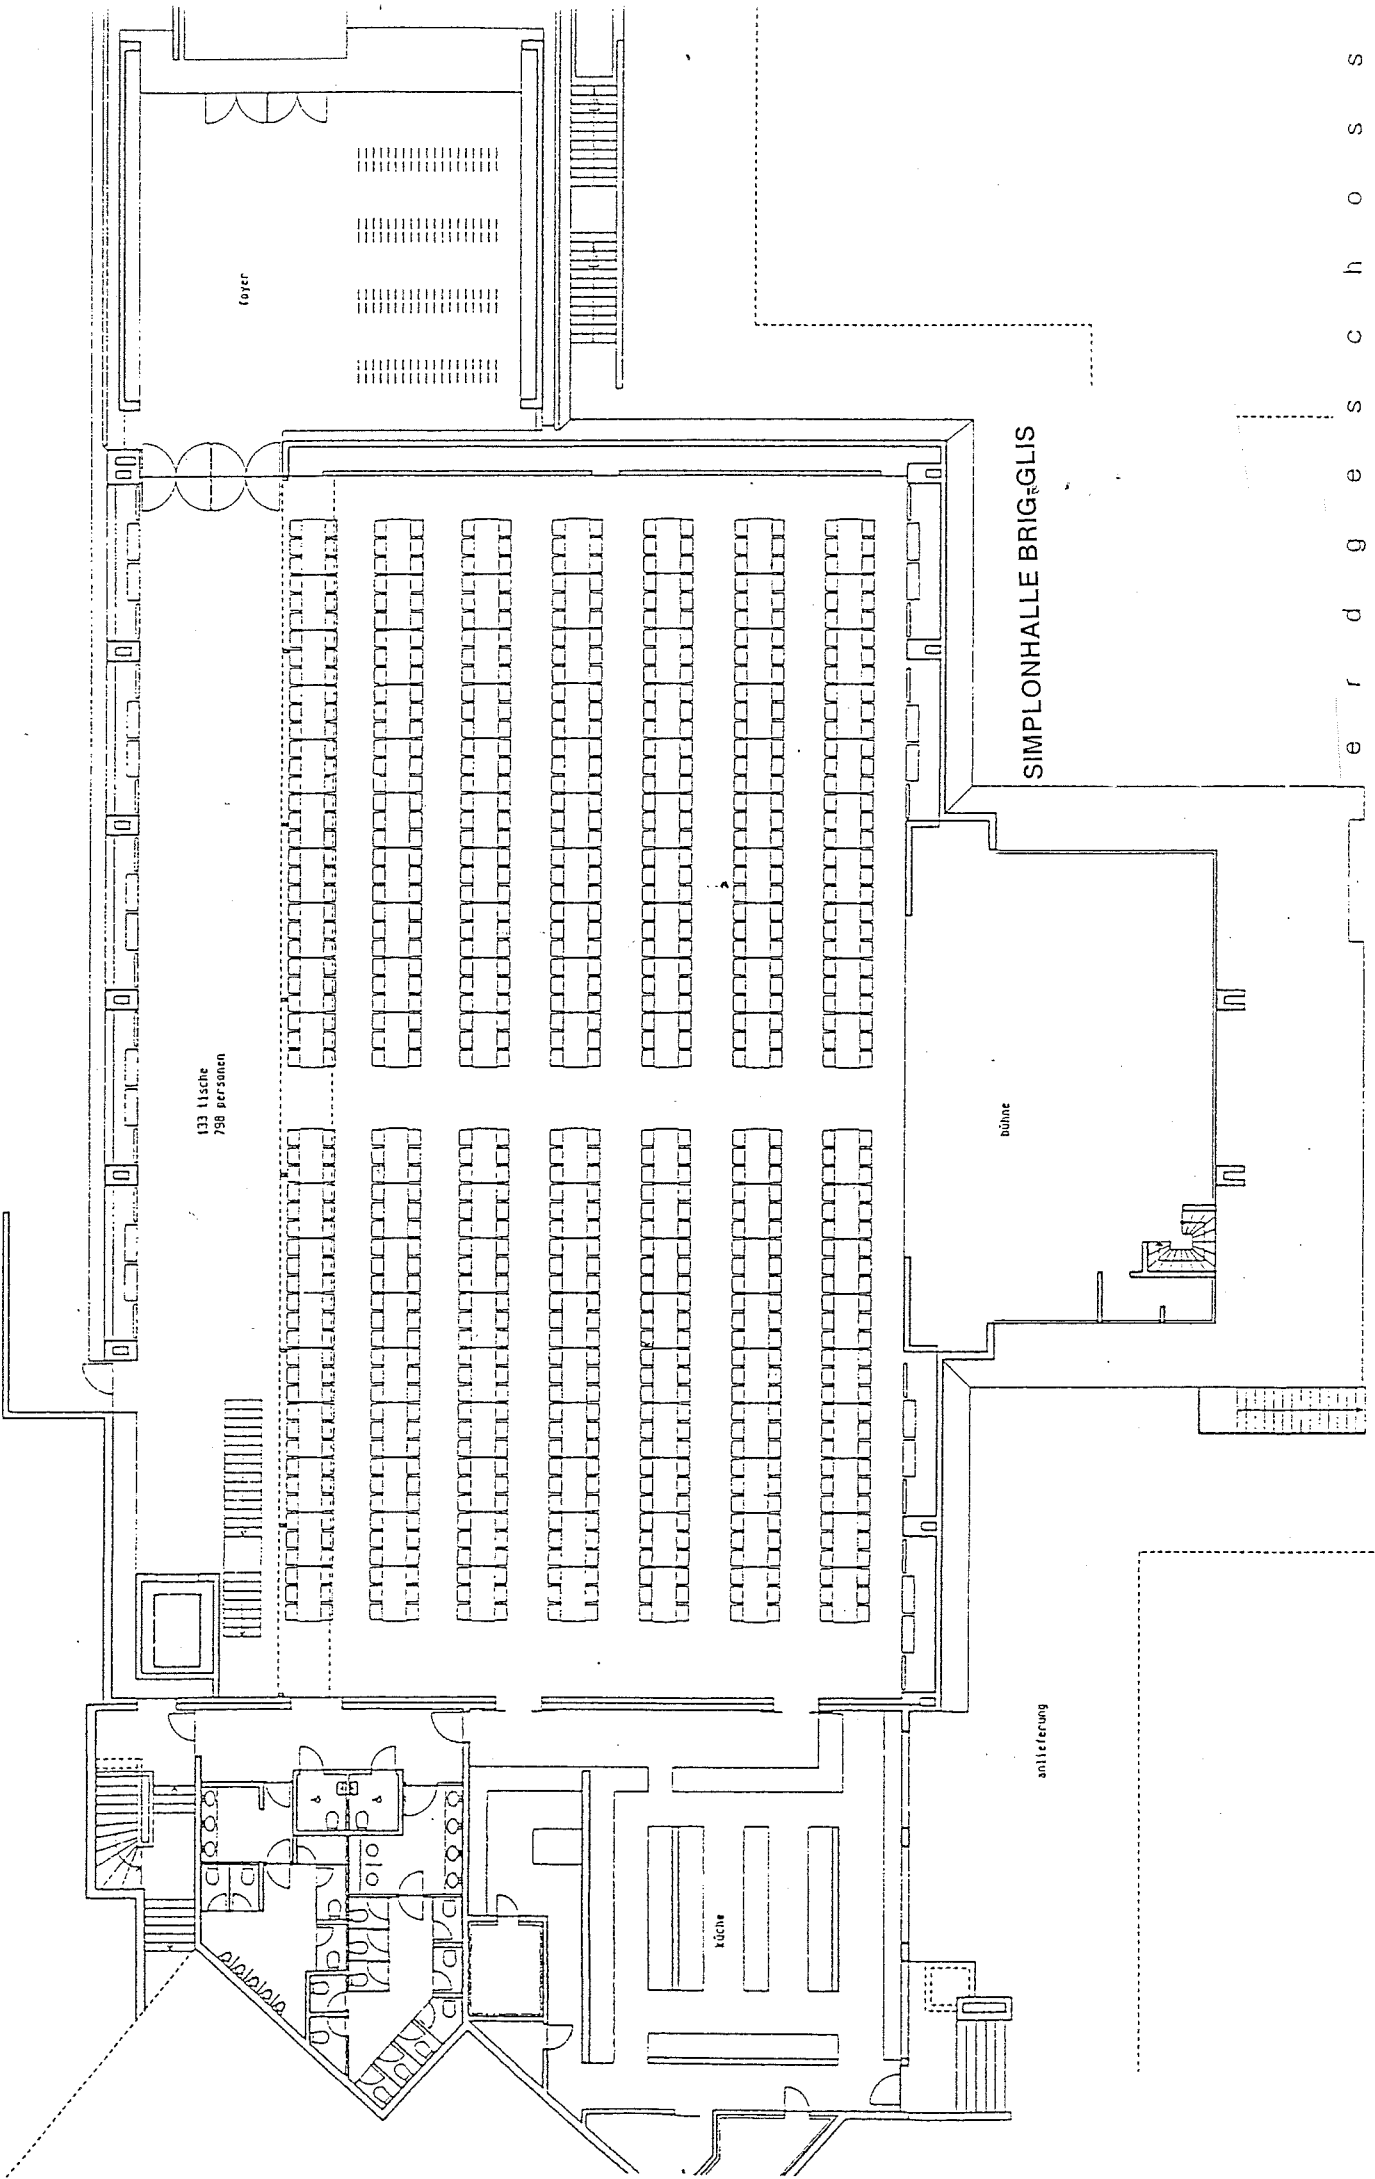 foyer
133 tische
798 personen
bühne
küche
anlieferung
SIMPLONHALLE BRIG-GLIS
erdgeschoss